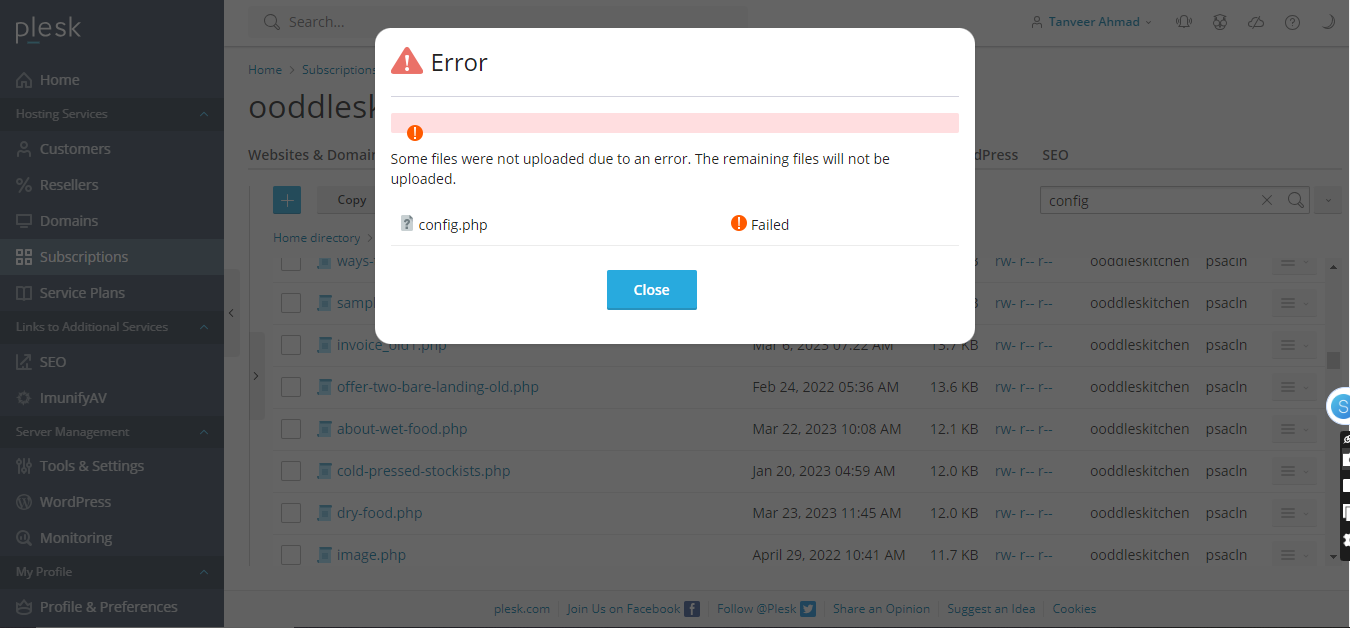 plesk
Search...
Tanveer Ahmad
Home
Hosting Services
Customers
Resellers
Domains
Subscriptions
Service Plans
Links to Additional Services
SEO
ImunifyAV
Server Management
Tools & Settings
WordPress
Monitoring
My Profile
Profile & Preferences
Home > Subscriptions
ooddlesk
Websites & Domain
dPress SEO
Copy
config
Home directory >
Error
Some files were not uploaded due to an error. The remaining files will not be
uploaded.
config.php Failed
Close
ways- rw- r-- r-- ooddleskitchen psacln
sampl rw- r-- r-- ooddleskitchen psacln
invoice_old1.php Mar 6, 2023 07:22 AM 13.7 KB rw- r-- r-- ooddleskitchen psacln
offer-two-bare-landing-old.php Feb 24, 2022 05:36 AM 13.6 KB rw- r-- r-- ooddleskitchen psacln
about-wet-food.php Mar 22, 2023 10:08 AM 12.1 KB rw- r-- r-- ooddleskitchen psacln
cold-pressed-stockists.php Jan 20, 2023 04:59 AM 12.0 KB rw- r-- r-- ooddleskitchen psacln
dry-food.php Mar 23, 2023 11:45 AM 12.0 KB rw- r-- r-- ooddleskitchen psacln
image.php April 29, 2022 10:41 AM 11.7 KB rw- r-- r-- ooddleskitchen psacln
plesk.com Join Us on Facebook Follow @Plesk Share an Opinion Suggest an Idea Cookies